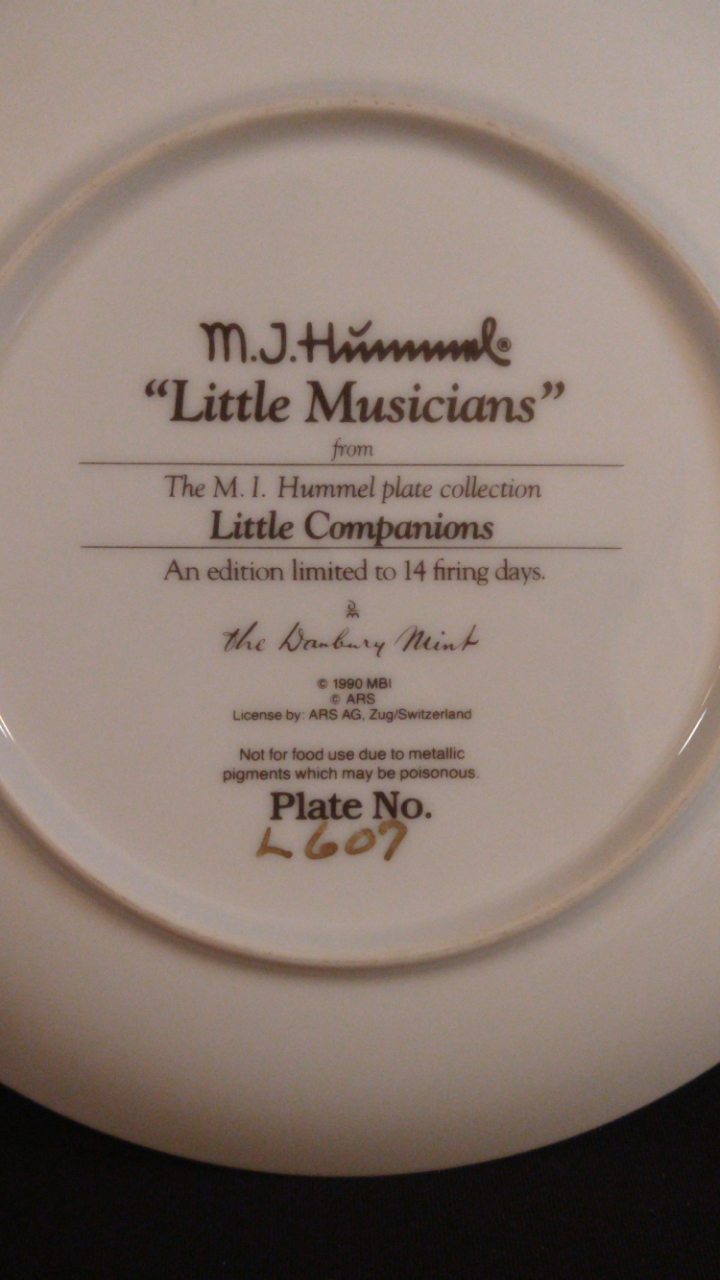 M.J.Hummel®
“Little Musicians”
from
The M. I. Hummel plate collection
Little Companions
An edition limited to 14 firing days.
the Danbury Mint
© 1990 MBI
© ARS
License by: ARS AG, Zug/Switzerland
Not for food use due to metallic
pigments which may be poisonous.
Plate No.
L607